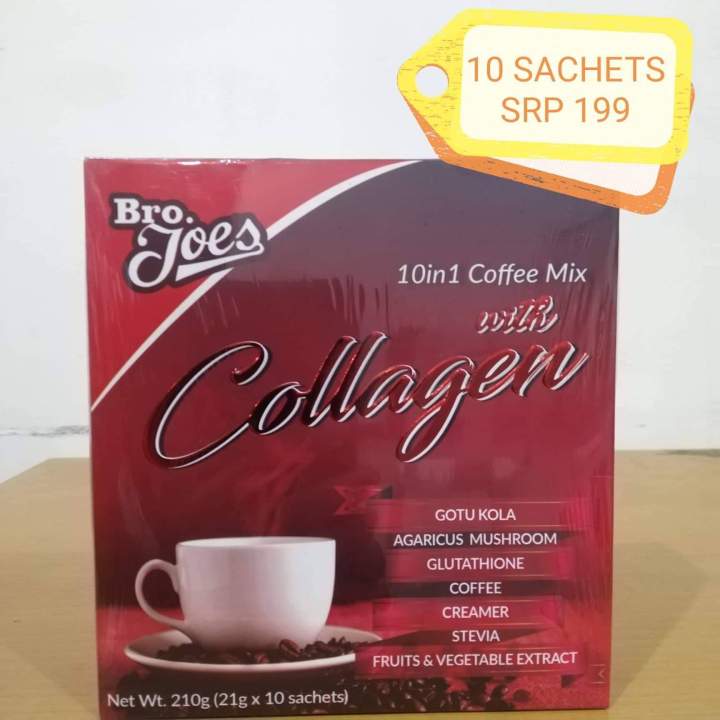 10 SACHETS
SRP 199
Bro.
Joes
10in1 Coffee Mix
with
Collagen
GOTU KOLA
AGARICUS MUSHROOM
GLUTATHIONE
COFFEE
CREAMER
STEVIA
FRUITS & VEGETABLE EXTRACT
Net Wt. 210g (21g x 10 sachets)